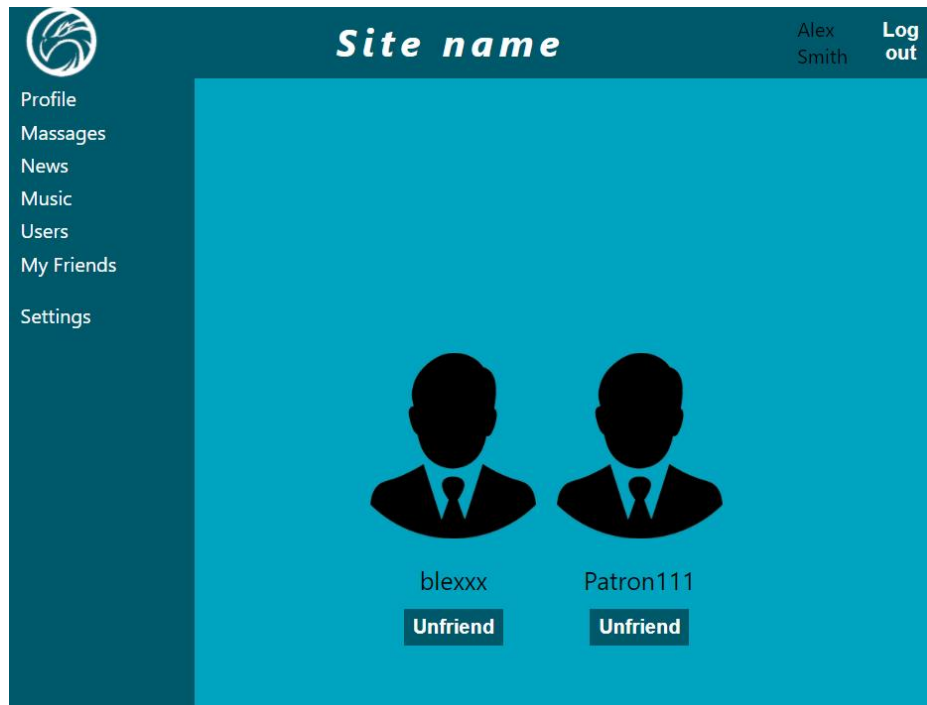 Site name
Alex
Smith
Log
out
Profile
Massages
News
Music
Users
My Friends
Settings
blexxx
Patron111
Unfriend
Unfriend